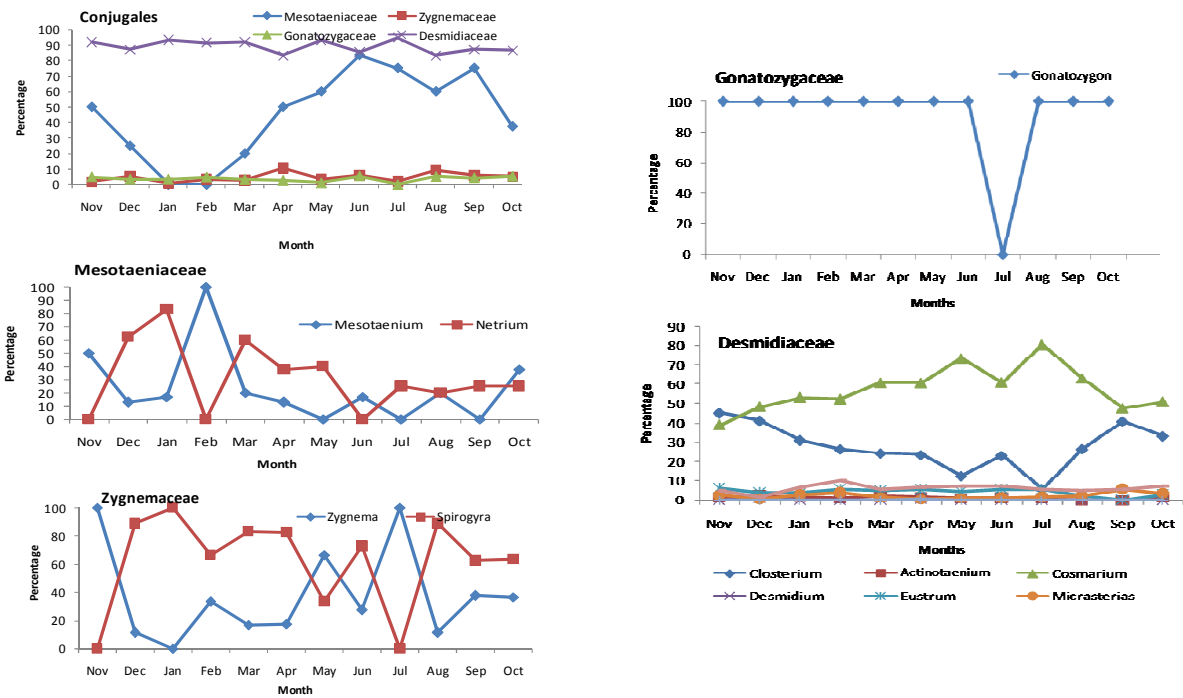 Conjugales
Mesotaeniaceae Zygnemaceae
Gonatozygaceae Desmidiaceae
Percentage
100
90
80
70
60
50
40
30
20
10
0
Nov Dec Jan Feb Mar Apr May Jun Jul Aug Sep Oct
Month
Mesotaeniaceae
Mesotaenium Netrium
Percentage
100
90
80
70
60
50
40
30
20
10
0
Nov Dec Jan Feb Mar Apr May Jun Jul Aug Sep Oct
Month
Zygnemaceae
Zygnema Spirogyra
Percentage
100
80
60
40
20
0
Nov Dec Jan Feb Mar Apr May Jun Jul Aug Sep Oct
Month
Gonatozygaceae
Gonatozygon
Percentage
100
80
60
40
20
0
Nov Dec Jan Feb Mar Apr May Jun Jul Aug Sep Oct
Months
Desmidiaceae
Percentage
90
80
70
60
50
40
30
20
10
0
Nov Dec Jan Feb Mar Apr May Jun Jul Aug Sep Oct
Months
Closterium Actinotaenium Cosmarium
Desmidium Eustrum Micrasterias